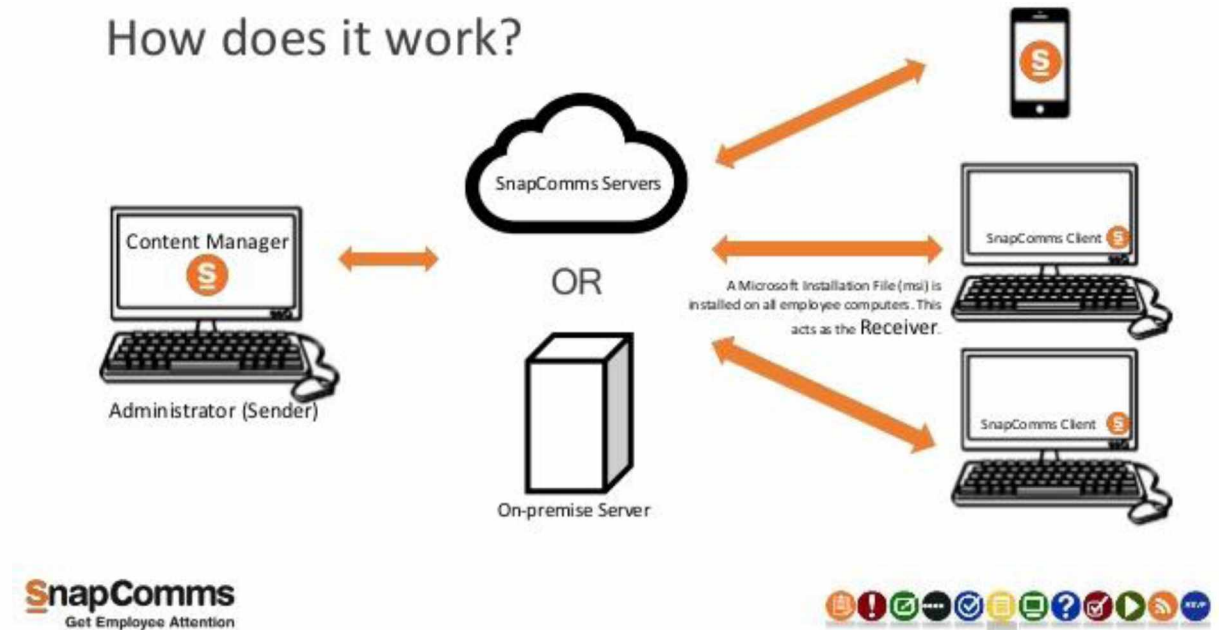 How does it work?
S
SnapComms Servers
Content Manager
S
SnapComms Client S
OR
A Microsoft Installation File (msi) is
installed on all employee computers. This
acts as the Receiver.
Administrator (Sender)
SnapComms Client S
On-premise Server
SnapComms
Get Employee Attention
RSVP